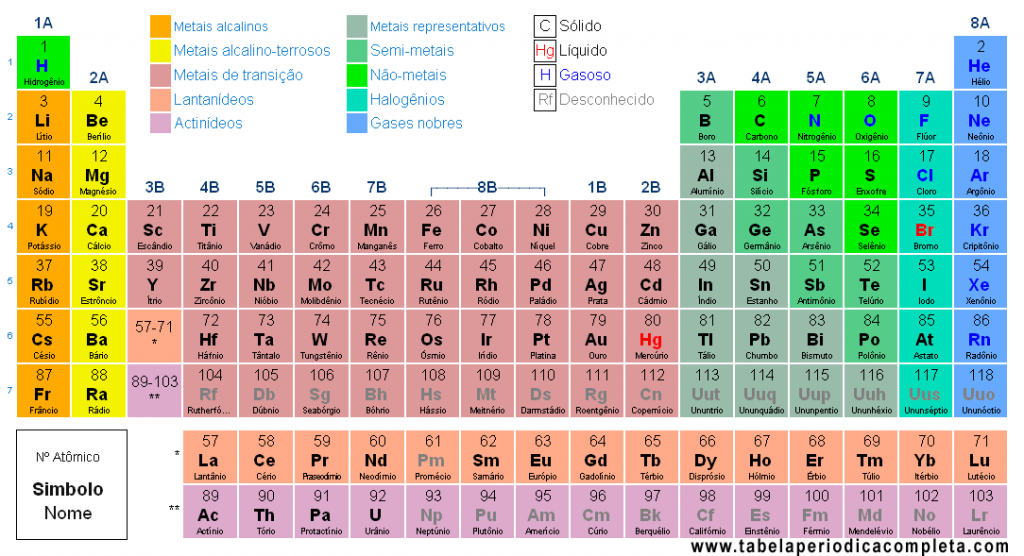 1A
8A
Metais alcalinos
Metais alcalino-terrosos
Metais de transição
Lantanídeos
Actinídeos
Metais representativos
Semi-metais
Não-metais
Halogênios
Gases nobres
C Sólido
Hg Líquido
H Gasoso
Rf Desconhecido
2A 3A 4A 5A 6A 7A
3B 4B 5B 6B 7B 8B 1B 2B
1
1 2
H He
Hidrogênio Hélio
2
3 4 5 6 7 8 9 10
Li Be B C N O F Ne
Lítio Berílio Boro Carbono Nitrogênio Oxigênio Flúor Neônio
3
11 12 13 14 15 16 17 18
Na Mg Al Si P S Cl Ar
Sódio Magnésio Alumínio Silício Fósforo Enxofre Cloro Argônio
4
19 20 21 22 23 24 25 26 27 28 29 30 31 32 33 34 35 36
K Ca Sc Ti V Cr Mn Fe Co Ni Cu Zn Ga Ge As Se Br Kr
Potássio Cálcio Escândio Titânio Vanádio Crômo Manganês Ferro Cobalto Níquel Cobre Zinco Gálio Germânio Arsênio Selênio Bromo Criptônio
5
37 38 39 40 41 42 43 44 45 46 47 48 49 50 51 52 53 54
Rb Sr Y Zr Nb Mo Tc Ru Rh Pd Ag Cd In Sn Sb Te I Xe
Rubídio Estrôncio Ítrio Zircônio Nióbio Molibdênio Tecnécio Rutênio Ródio Paládio Prata Cádmio Índio Estanho Antimônio Telúrio Iodo Xenônio
6
55 56 57-71 72 73 74 75 76 77 78 79 80 81 82 83 84 85 86
Cs Ba * Hf Ta W Re Os Ir Pt Au Hg Tl Pb Bi Po At Rn
Césio Bário Háfnio Tântalo Tungstênio Rênio Ósmio Irídio Platina Ouro Mercúrio Tálio Chumbo Bismuto Polônio Astato Radônio
7
87 88 89-103 104 105 106 107 108 109 110 111 112 113 114 115 116 117 118
Fr Ra ** Rf Db Sg Bh Hs Mt Ds Rg Cn Uut Uuq Uup Uuh Uus Uuo
Frâncio Rádio Rutherfó... Dúbnio Seabórgio Bóhrio Hássio Meitnério Darmstádio Roentgênio Copernício Ununtrio Ununquádio Ununpentio Ununhéxio Ununséptio Ununóctio
Nº Atômico
Simbolo
Nome
*
57 58 59 60 61 62 63 64 65 66 67 68 69 70 71
La Ce Pr Nd Pm Sm Eu Gd Tb Dy Ho Er Tm Yb Lu
Lantânio Cério Praseodímio Neodímio Promécio Samário Európio Gadolínio Térbio Disprósio Hólmio Érbio Túlio Itérbio Lutécio
**
89 90 91 92 93 94 95 96 97 98 99 100 101 102 103
Ac Th Pa U Np Pu Am Cm Bk Cf Es Fm Md No Lr
Actínio Tório Protactínio Urânio Neptúnio Plutônio Amerício Cúrio Berquélio Califórnio Einstênio Férmio Mendelévio Nobélio Laurêncio
www.tabelaperiodicacompleta.com